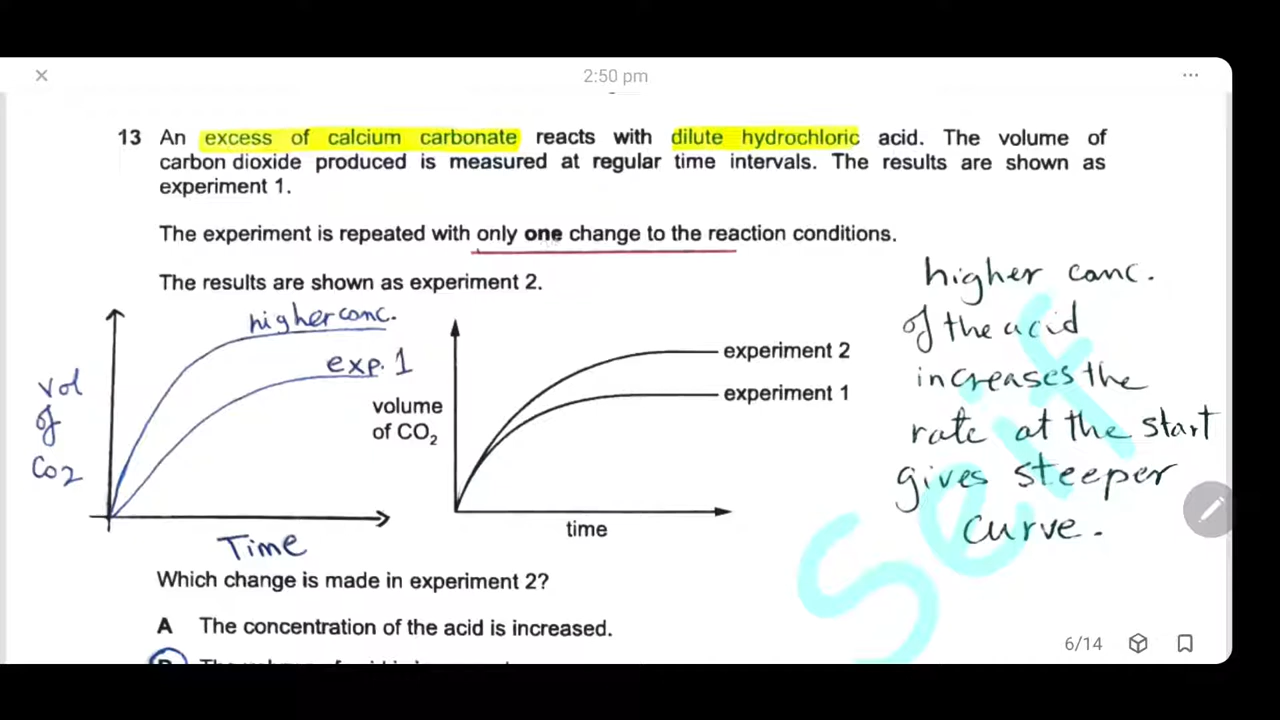 2:50 pm
13 An excess of calcium carbonate reacts with dilute hydrochloric acid. The volume of
carbon dioxide produced is measured at regular time intervals. The results are shown as
experiment 1.
The experiment is repeated with only one change to the reaction conditions.
The results are shown as experiment 2.
higher conc.
exp. 1
vol
of
CO2
Time
volume
of CO₂
experiment 2
experiment 1
time
higher conc.
of the acid
increases the
rate at the start
gives steeper
curve.
Seif
Which change is made in experiment 2?
A The concentration of the acid is increased.
6/14